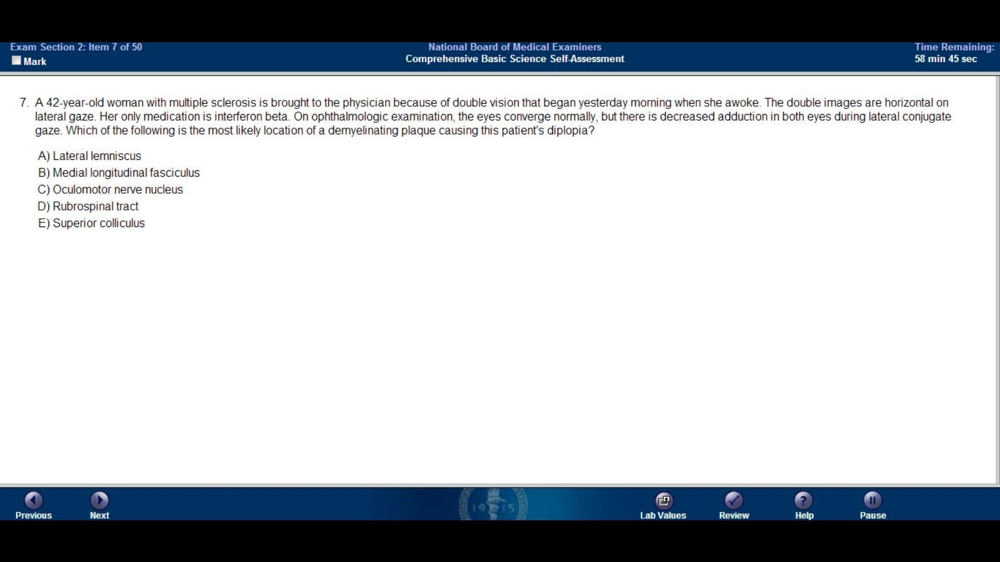 Exam Section 2: Item 7 of 50
National Board of Medical Examiners
Time Remaining:
Mark
Comprehensive Basic Science Self-Assessment
58 min 45 sec
7. A 42-year-old woman with multiple sclerosis is brought to the physician because of double vision that began yesterday morning when she awoke. The double images are horizontal on
lateral gaze. Her only medication is interferon beta. On ophthalmologic examination, the eyes converge normally, but there is decreased adduction in both eyes during lateral conjugate
gaze. Which of the following is the most likely location of a demyelinating plaque causing this patient's diplopia?
A) Lateral lemniscus
B) Medial longitudinal fasciculus
C) Oculomotor nerve nucleus
D) Rubrospinal tract
E) Superior colliculus
1915
Previous
Next
Lab Values
Review
Help
Pause